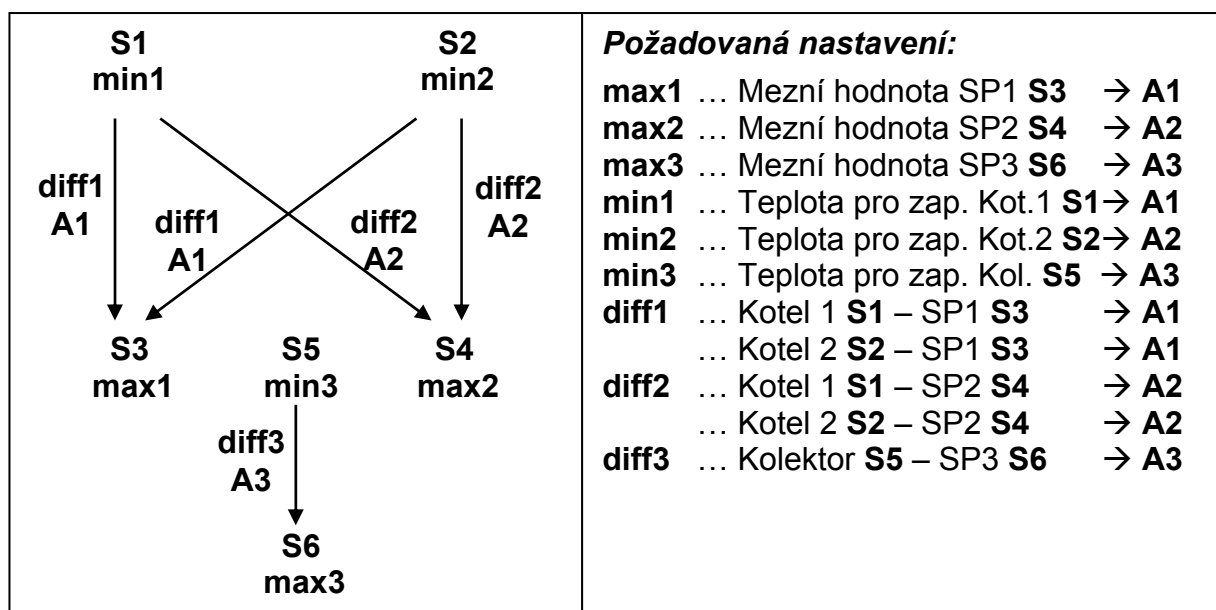 S1
min1
S2
min2
diff1
A1
diff1
A1
diff2
A2
diff2
A2
S3
max1
S5
min3
S4
max2
diff3
A3
S6
max3
Požadovaná nastavení:
max1 … Mezní hodnota SP1 S3 → A1
max2 … Mezní hodnota SP2 S4 → A2
max3 … Mezní hodnota SP3 S6 → A3
min1 … Teplota pro zap. Kot.1 S1→ A1
min2 … Teplota pro zap. Kot.2 S2→ A2
min3 … Teplota pro zap. Kol. S5 → A3
diff1 … Kotel 1 S1 – SP1 S3 → A1
… Kotel 2 S2 – SP1 S3 → A1
diff2 … Kotel 1 S1 – SP2 S4 → A2
… Kotel 2 S2 – SP2 S4 → A2
diff3 … Kolektor S5 – SP3 S6 → A3